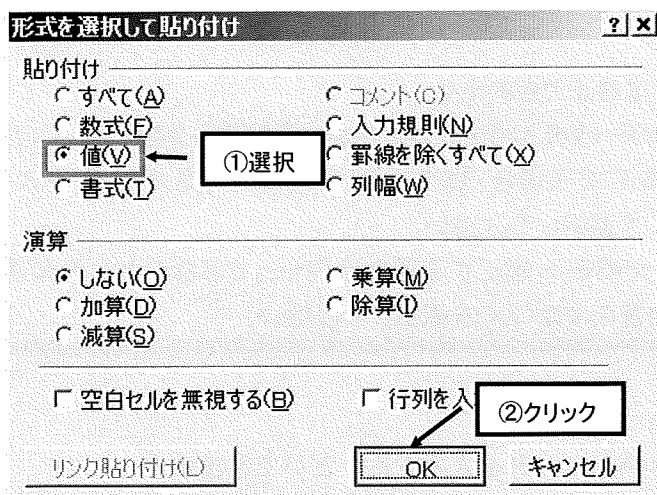 形式を選択して貼り付け
貼り付け
すべて(A) コメント(C)
数式(F) 入力規則(N)
値(V) ①選択 罫線を除くすべて(X)
書式(T) 列幅(W)
演算
しない(O) 乗算(M)
加算(D) 除算(I)
減算(S)
空白セルを無視する(B) 行列を入 ②クリック
リンク貼り付け(L) OK キャンセル